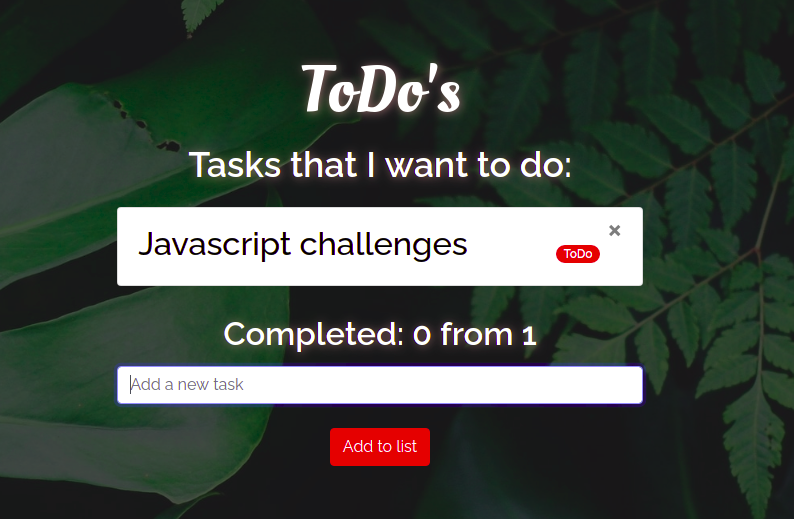 ToDo's
Tasks that I want to do:
Javascript challenges
×
ToDo
Completed: 0 from 1
Add a new task
Add to list